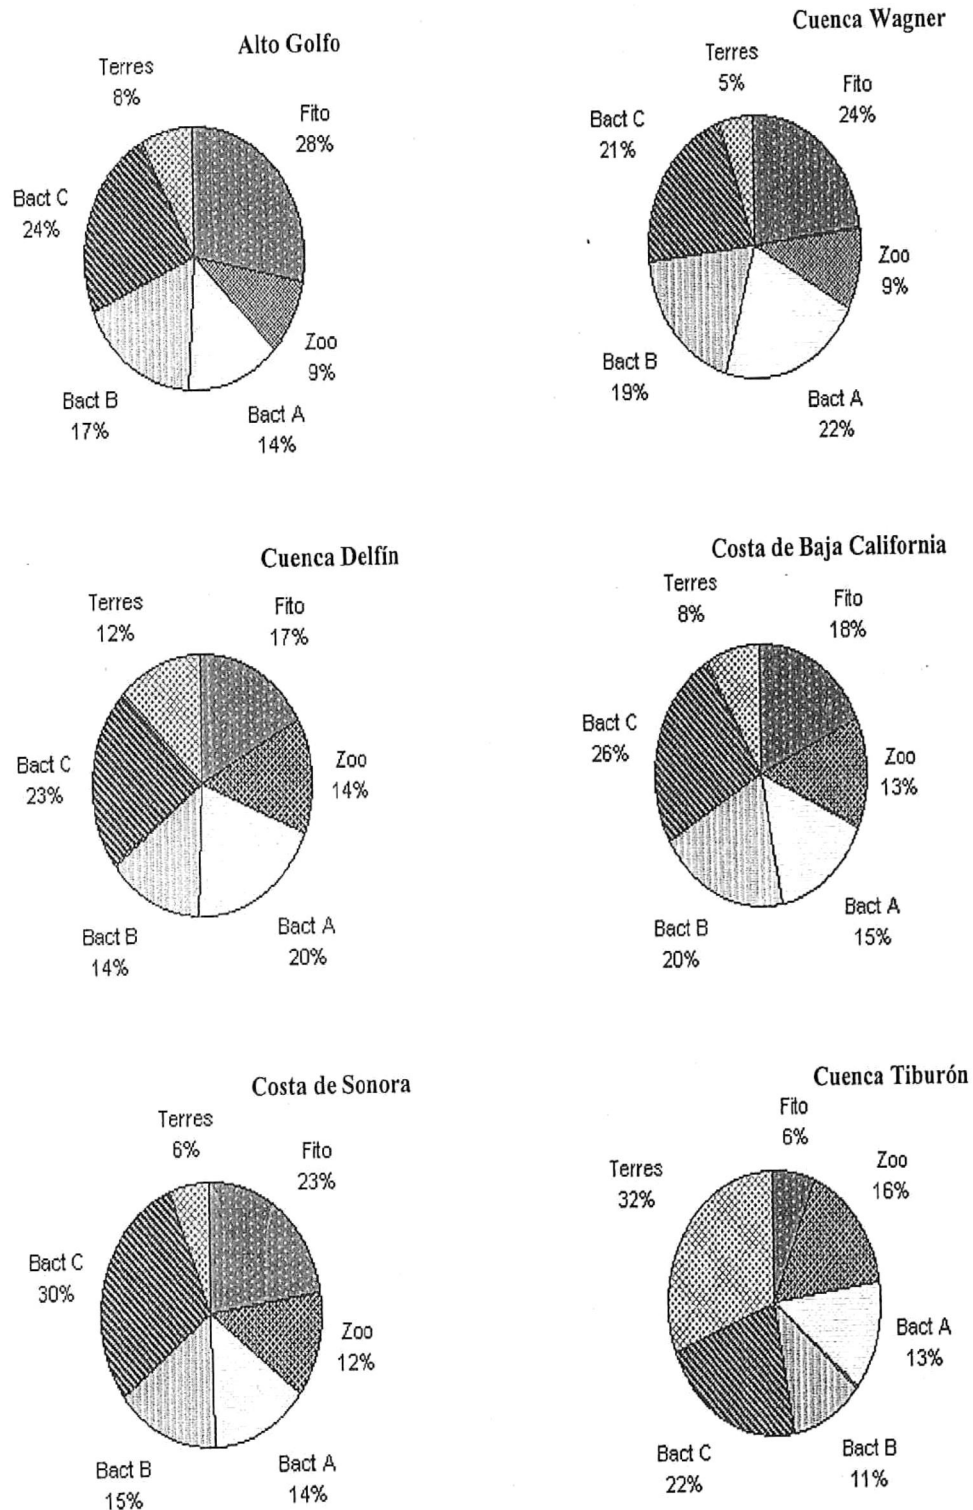 Alto Golfo
Terres
8%
Fito
28%
Bact C
24%
Zoo
9%
Bact B
17%
Bact A
14%
Cuenca Wagner
Terres
5%
Fito
24%
Bact C
21%
Zoo
9%
Bact B
19%
Bact A
22%
Cuenca Delfín
Terres
12%
Fito
17%
Bact C
23%
Zoo
14%
Bact B
14%
Bact A
20%
Costa de Baja California
Terres
8%
Fito
18%
Bact C
26%
Zoo
13%
Bact B
20%
Bact A
15%
Costa de Sonora
Terres
6%
Fito
23%
Bact C
30%
Zoo
12%
Bact B
15%
Bact A
14%
Cuenca Tiburón
Fito
6%
Terres
32%
Zoo
16%
Bact A
13%
Bact C
22%
Bact B
11%